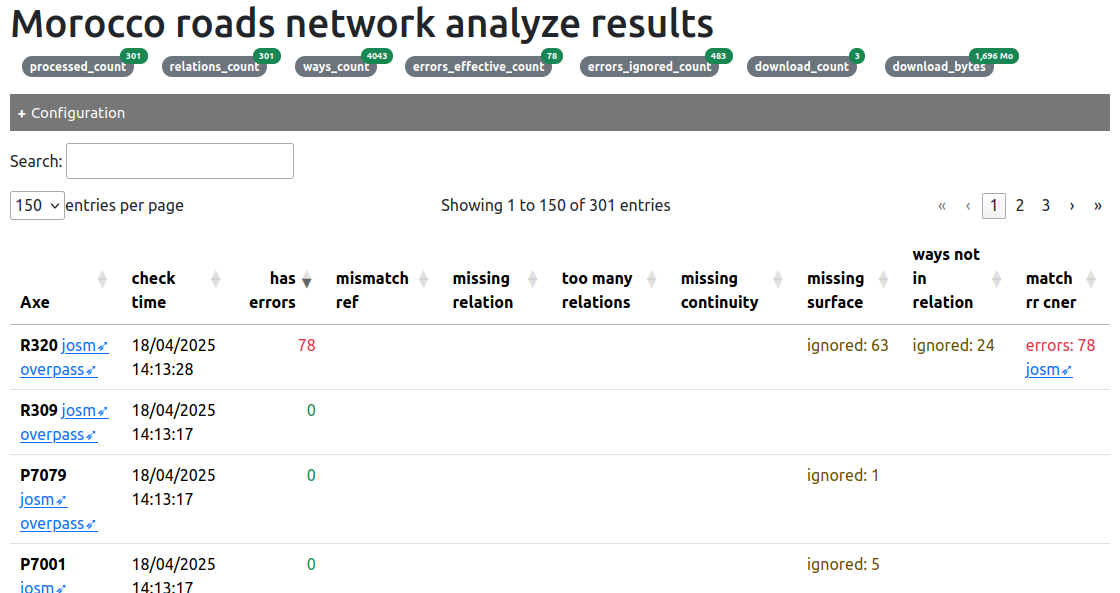 Morocco roads network analyze results
processed_count 301 relations_count 301 ways_count 4043 errors_effective_count 78 errors_ignored_count 483 download_count 3 download_bytes 1,696 Mo
+ Configuration
Search:
150 entries per page Showing 1 to 150 of 301 entries « ‹ 1 2 3 › »
Axe check time has errors mismatch ref missing relation too many relations missing continuity missing surface ways not in relation match rr cner
R320 josm➶ 18/04/2025 78 ignored: 63 ignored: 24 errors: 78
overpass➶ 14:13:28 josm➶
R309 josm➶ 18/04/2025 0
overpass➶ 14:13:17
P7079 18/04/2025 0 ignored: 1
josm➶ 14:13:17
overpass➶
P7001 18/04/2025 0 ignored: 5
josm➶ 14:13:17